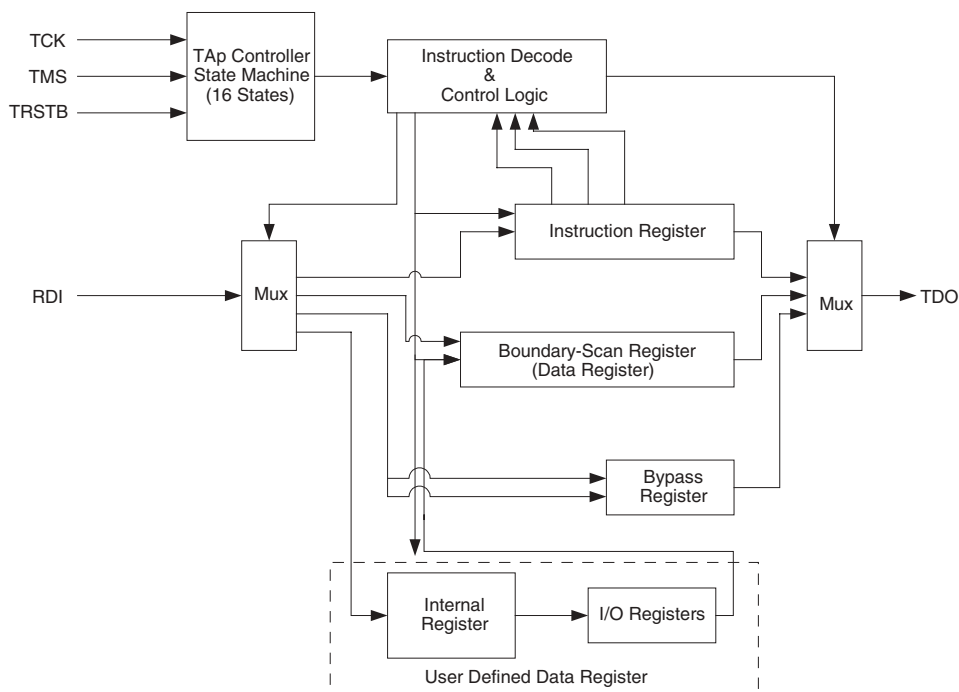 TCK
TMS
TRSTB
TAp Controller
State Machine
(16 States)
Instruction Decode
&
Control Logic
Instruction Register
RDI
Mux
Mux
TDO
Boundary-Scan Register
(Data Register)
Bypass
Register
Internal
Register
I/O Registers
User Defined Data Register